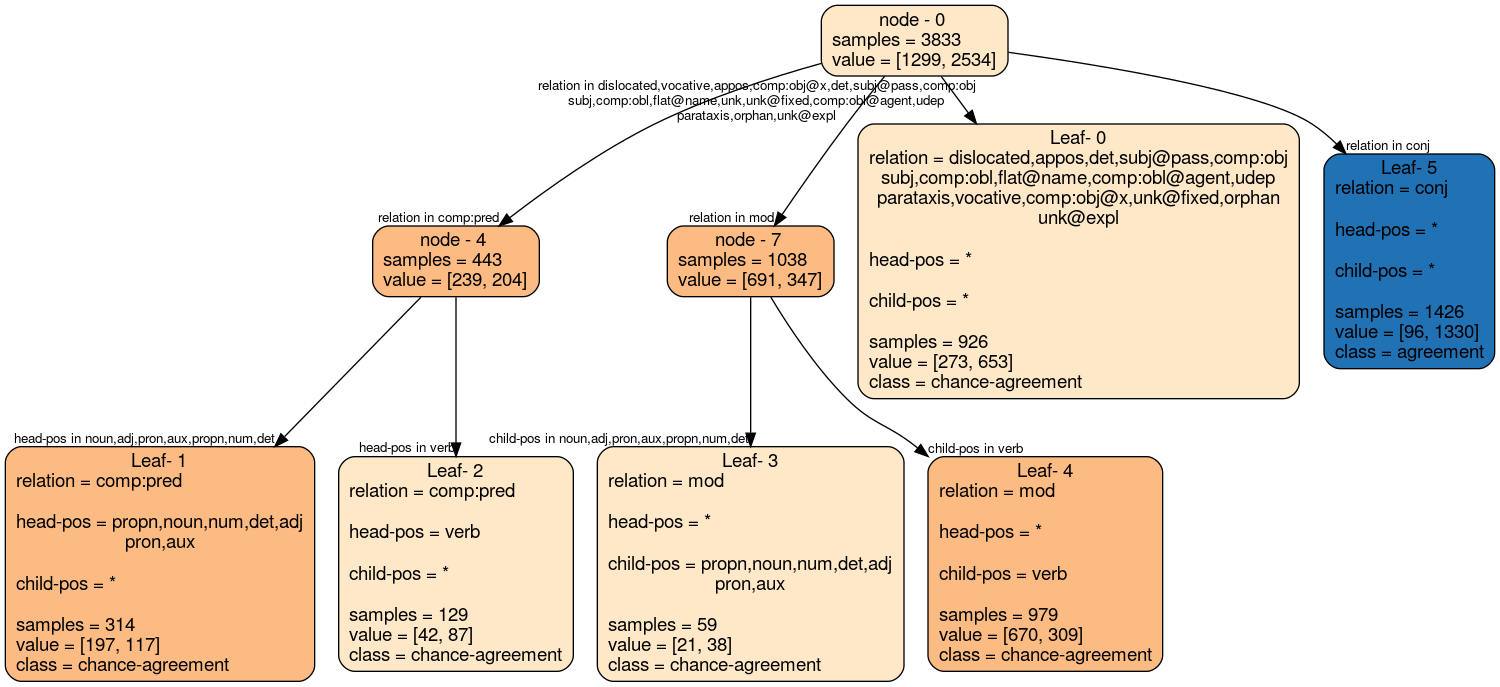 node - 0
samples = 3833
value = [1299, 2534]
relation in dislocated,vocative,appos,comp:obj@x,det,subj@pass,comp:obj
subj,comp:obl,flat@name,unk,unk@fixed,comp:obl@agent,udep
parataxis,orphan,unk@expl
relation in comp:pred
node - 4
samples = 443
value = [239, 204]
relation in mod
node - 7
samples = 1038
value = [691, 347]
Leaf- 0
relation = dislocated,appos,det,subj@pass,comp:obj
subj,comp:obl,flat@name,comp:obl@agent,udep
parataxis,vocative,comp:obj@x,unk@fixed,orphan
unk@expl
head-pos = *
child-pos = *
samples = 926
value = [273, 653]
class = chance-agreement
relation in conj
Leaf- 5
relation = conj
head-pos = *
child-pos = *
samples = 1426
value = [96, 1330]
class = agreement
head-pos in noun,adj,pron,aux,propn,num,det
Leaf- 1
relation = comp:pred
head-pos = propn,noun,num,det,adj
pron,aux
child-pos = *
samples = 314
value = [197, 117]
class = chance-agreement
head-pos in verb
Leaf- 2
relation = comp:pred
head-pos = verb
child-pos = *
samples = 129
value = [42, 87]
class = chance-agreement
child-pos in noun,adj,pron,aux,propn,num,det
Leaf- 3
relation = mod
head-pos = *
child-pos = propn,noun,num,det,adj
pron,aux
samples = 59
value = [21, 38]
class = chance-agreement
child-pos in verb
Leaf- 4
relation = mod
head-pos = *
child-pos = verb
samples = 979
value = [670, 309]
class = chance-agreement